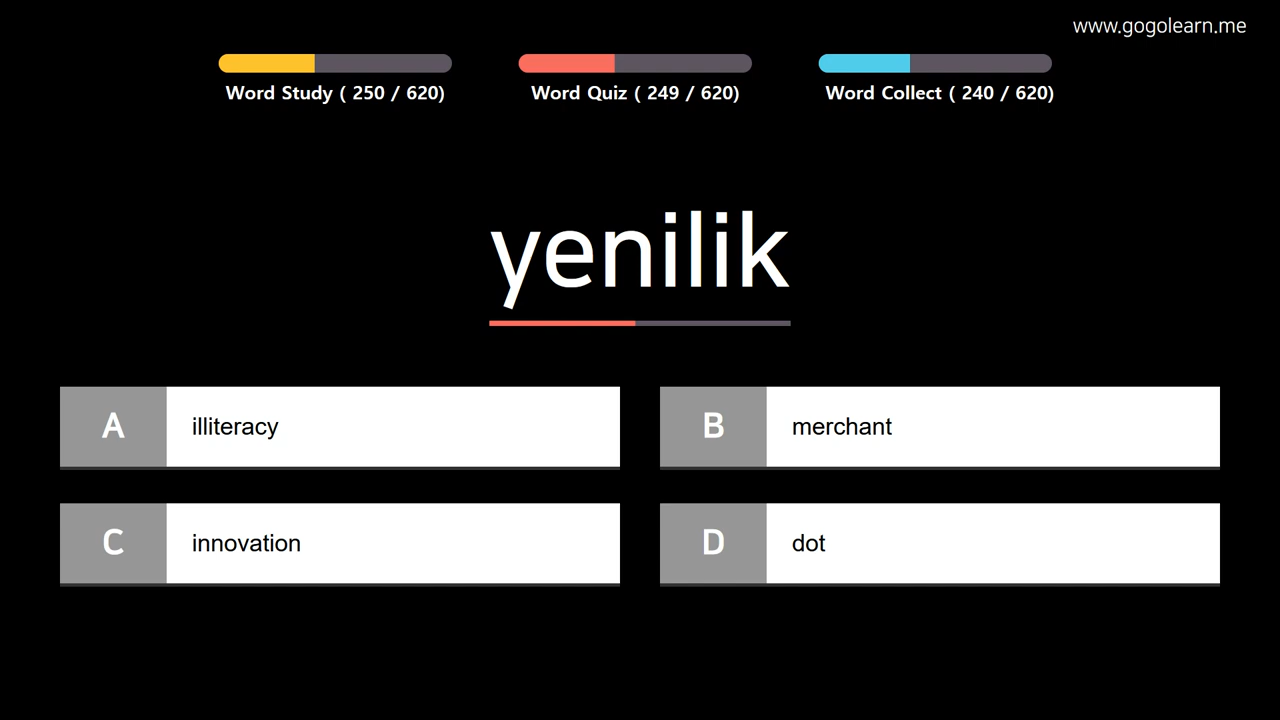 www.gogolearn.me
Word Study ( 250 / 620)
Word Quiz ( 249 / 620)
Word Collect ( 240 / 620)
yenilik
A illiteracy
B merchant
C innovation
D dot